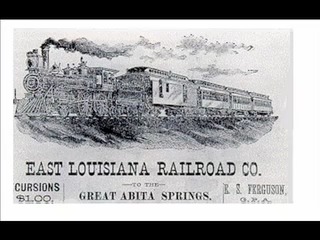 EAST LOUISIANA RAILROAD CO.
CURSIONS
$1.00.
—TO THE—
GREAT ABITA SPRINGS.
E. S. FERGUSON,
G. P. A.